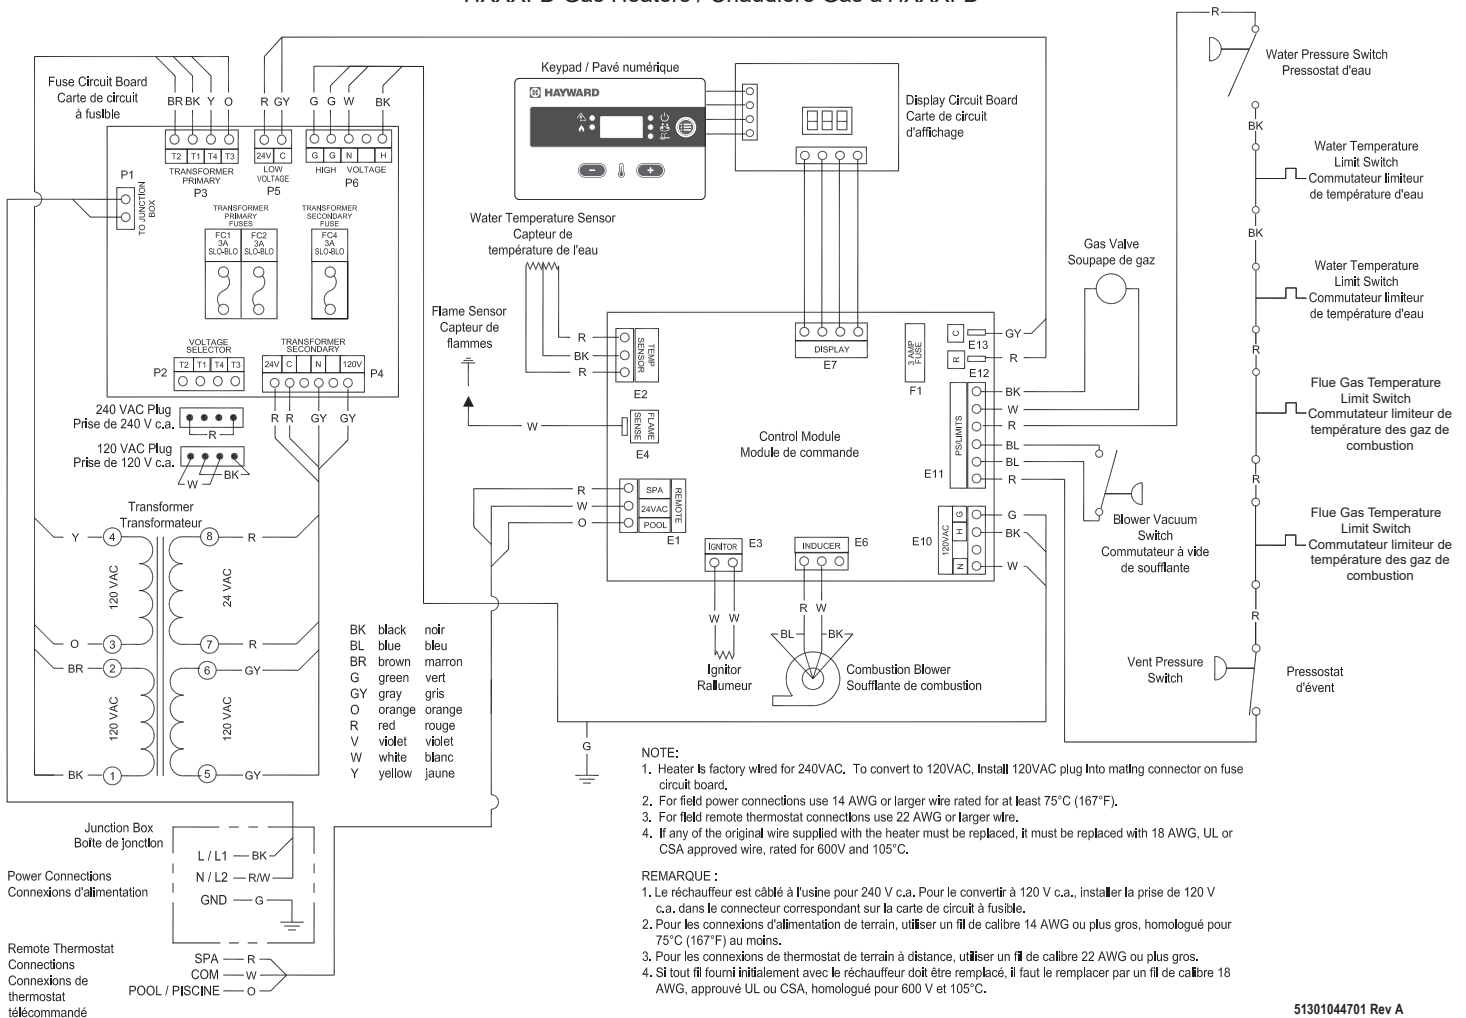 Fuse Circuit Board
Carte de circuit
à fusible
BR BK Y O
R GY
G G W BK
T2 T1 T4 T3
TRANSFORMER
PRIMARY
P3
24V C
LOW
VOLTAGE
P5
G G N H
HIGH VOLTAGE
P6
P1
TO JUNCTION
BOX
TRANSFORMER
PRIMARY
FUSES
FC1
3A
SLO-BLO
FC2
3A
SLO-BLO
TRANSFORMER
SECONDARY
FUSE
FC4
3A
SLO-BLO
VOLTAGE
SELECTOR
P2
T2 T1 T4 T3
TRANSFORMER
SECONDARY
24V C N 120V
P4
R R GY GY
240 VAC Plug
Prise de 240 V c.a.
R
120 VAC Plug
Prise de 120 V c.a.
BK
W
Transformer
Transformateur
Y 4
8 R
120 VAC
24 VAC
O 3
7 R
BR 2
6 GY
120 VAC
120 VAC
BK 1
5 GY
Keypad / Pavé numérique
HAYWARD
Display Circuit Board
Carte de circuit
d'affichage
Water Temperature Sensor
Capteur de
température de l'eau
Flame Sensor
Capteur de
flammes
R
BK
R
TEMP
SENSOR
E2
W
FLAME
SENSE
E4
R
W
O
SPA
24VAC
POOL
REMOTE
E1
DISPLAY
E7
3 AMP
FUSE
F1
C
E13
GY
R
E12
R
Control Module
Module de commande
PS/LIMITS
E11
BK
W
R
BL
BL
R
E10
120VAC
G
H
N
G
BK
W
IGNITOR
E3
INDUCER
E6
W W
R W
BL BK
Ignitor
Rallumeur
Combustion Blower
Soufflante de combustion
G
Gas Valve
Soupape de gaz
Blower Vacuum
Switch
Commutateur à vide
de soufflante
R
Water Pressure Switch
Pressostat d'eau
BK
Water Temperature
Limit Switch
Commutateur limiteur
de température d'eau
BK
Water Temperature
Limit Switch
Commutateur limiteur
de température d'eau
R
Flue Gas Temperature
Limit Switch
Commutateur limiteur de
température des gaz de
combustion
R
Flue Gas Temperature
Limit Switch
Commutateur limiteur de
température des gaz de
combustion
R
Vent Pressure
Switch
Pressostat
d'évent
BK black noir
BL blue bleu
BR brown marron
G green vert
GY gray gris
O orange orange
R red rouge
V violet violet
W white blanc
Y yellow jaune
Junction Box
Boîte de jonction
Power Connections
Connexions d'alimentation
L / L1 BK
N / L2 R/W
GND G
Remote Thermostat
Connections
Connexions de
thermostat
télécommandé
SPA R
COM W
POOL / PISCINE O
NOTE:
1. Heater is factory wired for 240VAC. To convert to 120VAC, install 120VAC plug into mating connector on fuse
circuit board.
2. For field power connections use 14 AWG or larger wire rated for at least 75°C (167°F).
3. For field remote thermostat connections use 22 AWG or larger wire.
4. If any of the original wire supplied with the heater must be replaced, it must be replaced with 18 AWG, UL or
CSA approved wire, rated for 600V and 105°C.
REMARQUE :
1. Le réchauffeur est câblé à l'usine pour 240 V c.a. Pour le convertir à 120 V c.a., installer la prise de 120 V
c.a. dans le connecteur correspondant sur la carte de circuit à fusible.
2. Pour les connexions d'alimentation de terrain, utiliser un fil de calibre 14 AWG ou plus gros, homologué pour
75°C (167°F) au moins.
3. Pour les connexions de thermostat de terrain à distance, utiliser un fil de calibre 22 AWG ou plus gros.
4. Si tout fil fourni initialement avec le réchauffeur doit être remplacé, il faut le remplacer par un fil de calibre 18
AWG, approuvé UL ou CSA, homologué pour 600 V et 105°C.
51301044701 Rev A